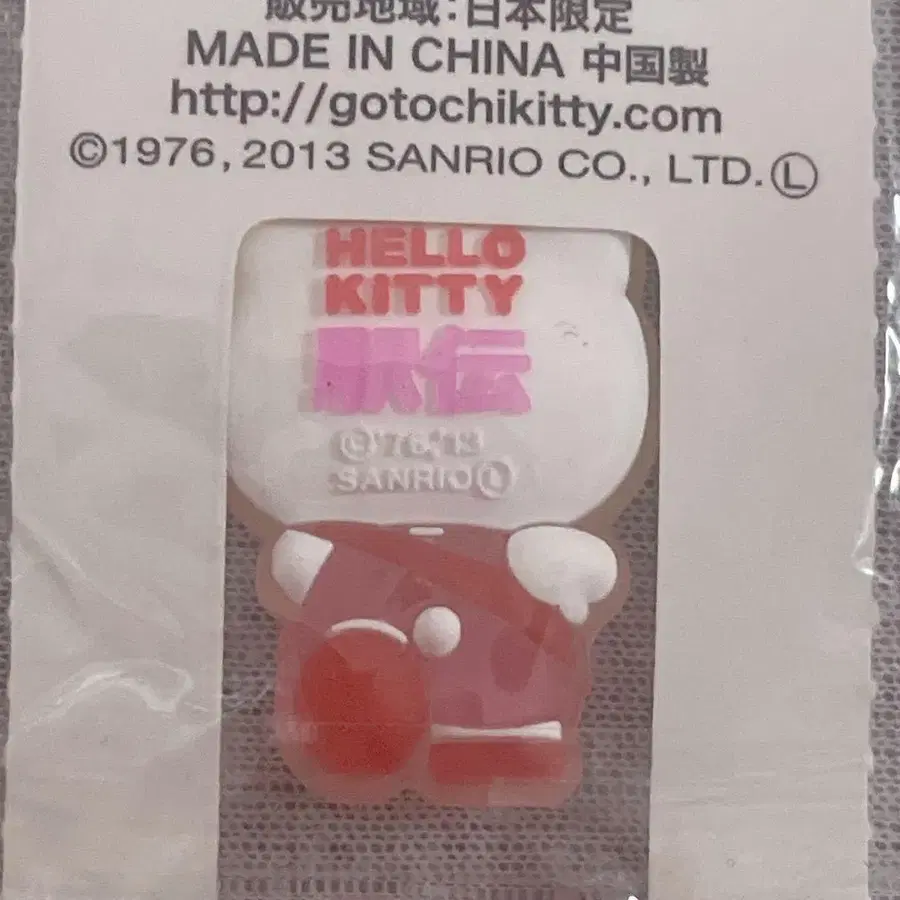 販売地域:日本限定
MADE IN CHINA 中国製
http://gotochikitty.com
©1976, 2013 SANRIO CO., LTD. Ⓛ
HELLO
KITTY
駅伝
©'76,'13
SANRIO Ⓛ